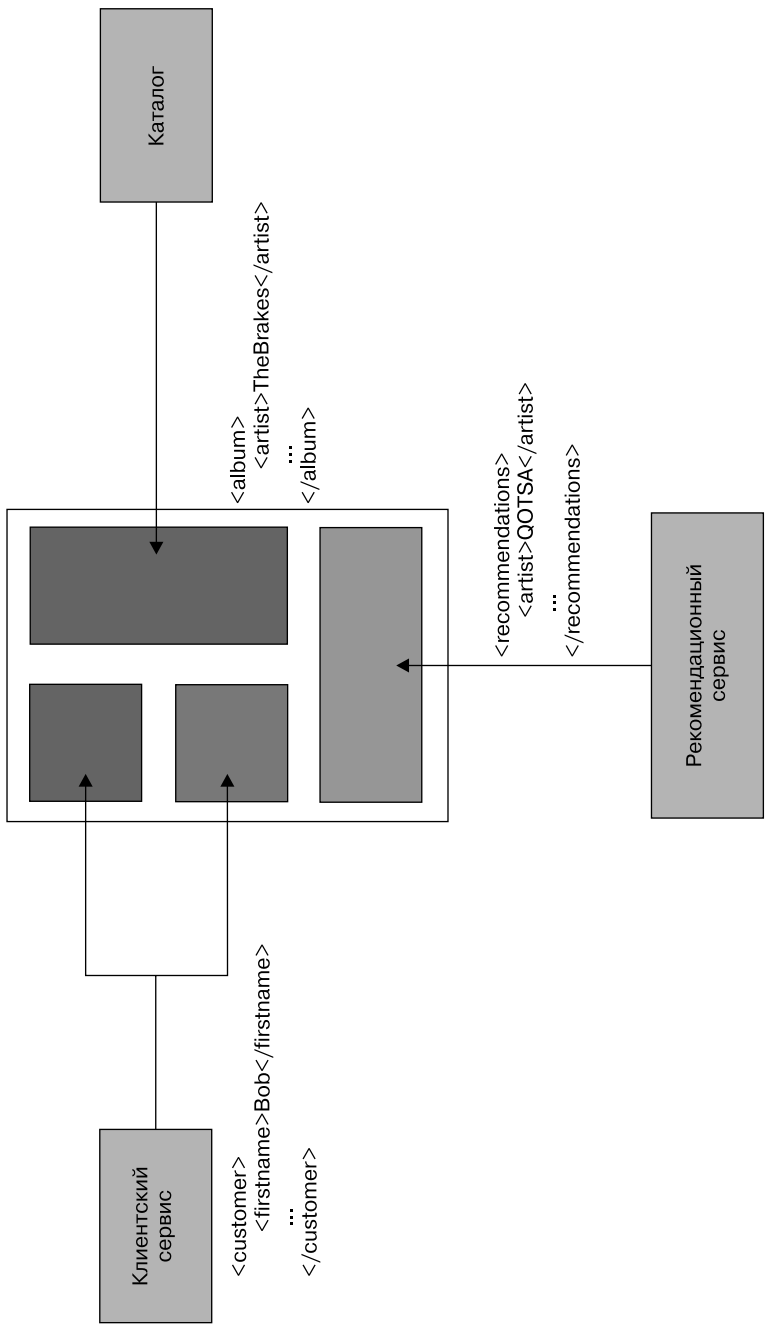 Клиентский
сервис
<customer>
<firstname>Bob</firstname>
...
</customer>
Каталог
<album>
<artist>TheBrakes</artist>
...
</album>
<recommendations>
<artist>QOTSA</artist>
...
</recommendations>
Рекомендационный
сервис